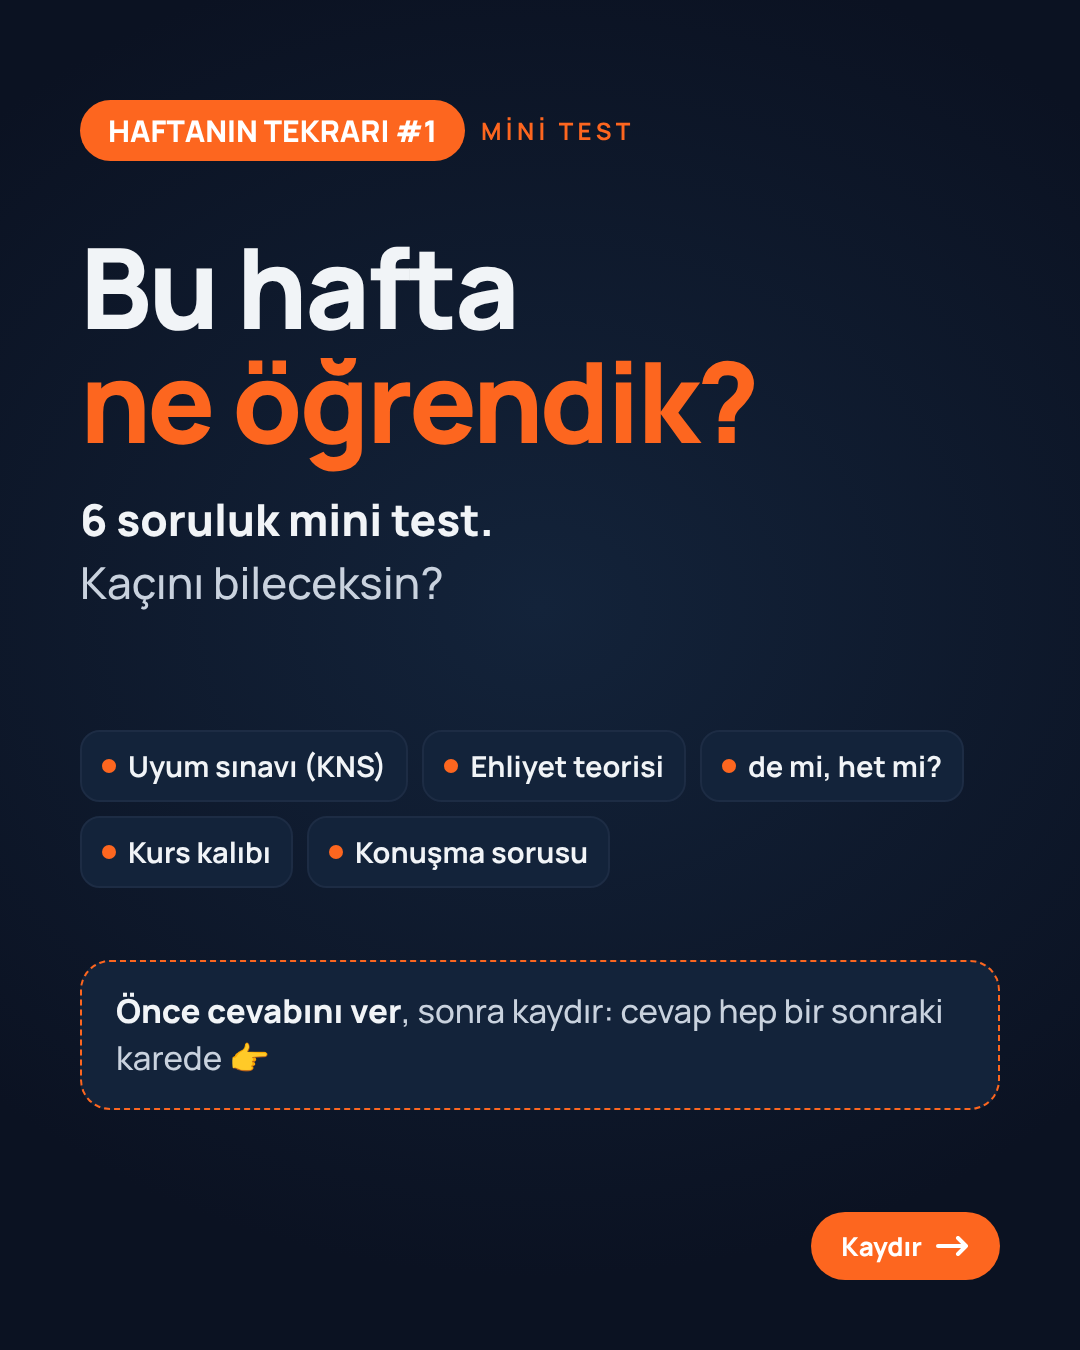 HAFTANIN TEKRARI #1 MİNİ TEST
Bu hafta
ne öğrendik?
6 soruluk mini test.
Kaçını bileceksin?
Uyum sınavı (KNS) Ehliyet teorisi de mi, het mi?
Kurs kalıbı Konuşma sorusu
Önce cevabını ver, sonra kaydır: cevap hep bir sonraki
karede 👉
Kaydır →